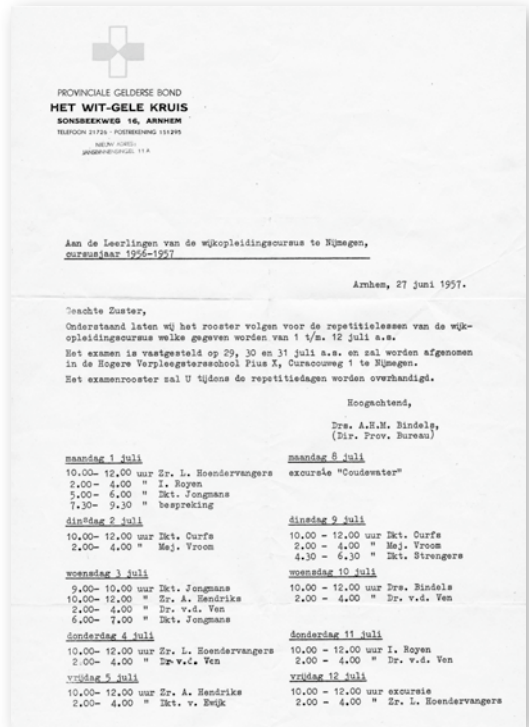 PROVINCIALE GELDERSE BOND
HET WIT-GELE KRUIS
SONSBEEKWEG 16, ARNHEM
TELEFOON 21726 - POSTREKENING 151295
NIEUW ADRES:
JANSBINNENSINGEL 11 A
Aan de Leerlingen van de wijkopleidingscursus te Nijmegen,
cursusjaar 1956-1957
Arnhem, 27 juni 1957.
Geachte Zuster,
Onderstaand laten wij het rooster volgen voor de repetitielessen van de wijk-
opleidingscursus welke gegeven worden van 1 t/m. 12 juli a.s.
Het examen is vastgesteld op 29, 30 en 31 juli a.s. en zal worden afgenomen
in de Hogere Verpleegstersschool Pius X, Curacouweg 1 te Nijmegen.
Het examenrooster zal U tijdens de repetitiedagen worden overhandigd.
Hoogachtend,
Drs. A.H.M. Bindels,
(Dir. Prov. Bureau)
maandag 1 juli
10.00- 12.00 uur Zr. L. Hoendervangers
2.00- 4.00 " I. Royen
5.00- 6.00 " Dkt. Jongmans
7.30- 9.30 " bespreking
dinsdag 2 juli
10.00- 12.00 uur Dkt. Curfs
2.00- 4.00 " Mej. Vroom
woensdag 3 juli
9.00- 10.00 uur Dkt. Jongmans
10.00- 12.00 " Zr. A. Hendriks
2.00- 4.00 " Dr. v.d. Ven
6.00- 7.00 " Dkt. Jongmans
donderdag 4 juli
10.00- 12.00 uur Zr. L. Hoendervangers
2.00- 4.00 " Dr. v.d. Ven
vrijdag 5 juli
10.00- 12.00 uur Zr. A. Hendriks
2.00- 4.00 " Dkt. v. Ewijk
maandag 8 juli
excursie "Coudewater"
dinsdag 9 juli
10.00 - 12.00 uur Dkt. Curfs
2.00 - 4.00 " Mej. Vroom
4.30 - 6.30 " Dkt. Strengers
woensdag 10 juli
10.00 - 12.00 uur Drs. Bindels
2.00 - 4.00 " Dr. v.d. Ven
donderdag 11 juli
10.00 - 12.00 uur I. Royen
2.00 - 4.00 " Dr. v.d. Ven
vrijdag 12 juli
10.00 - 12.00 uur excursie
2.00 - 4.00 " Zr. L. Hoendervangers